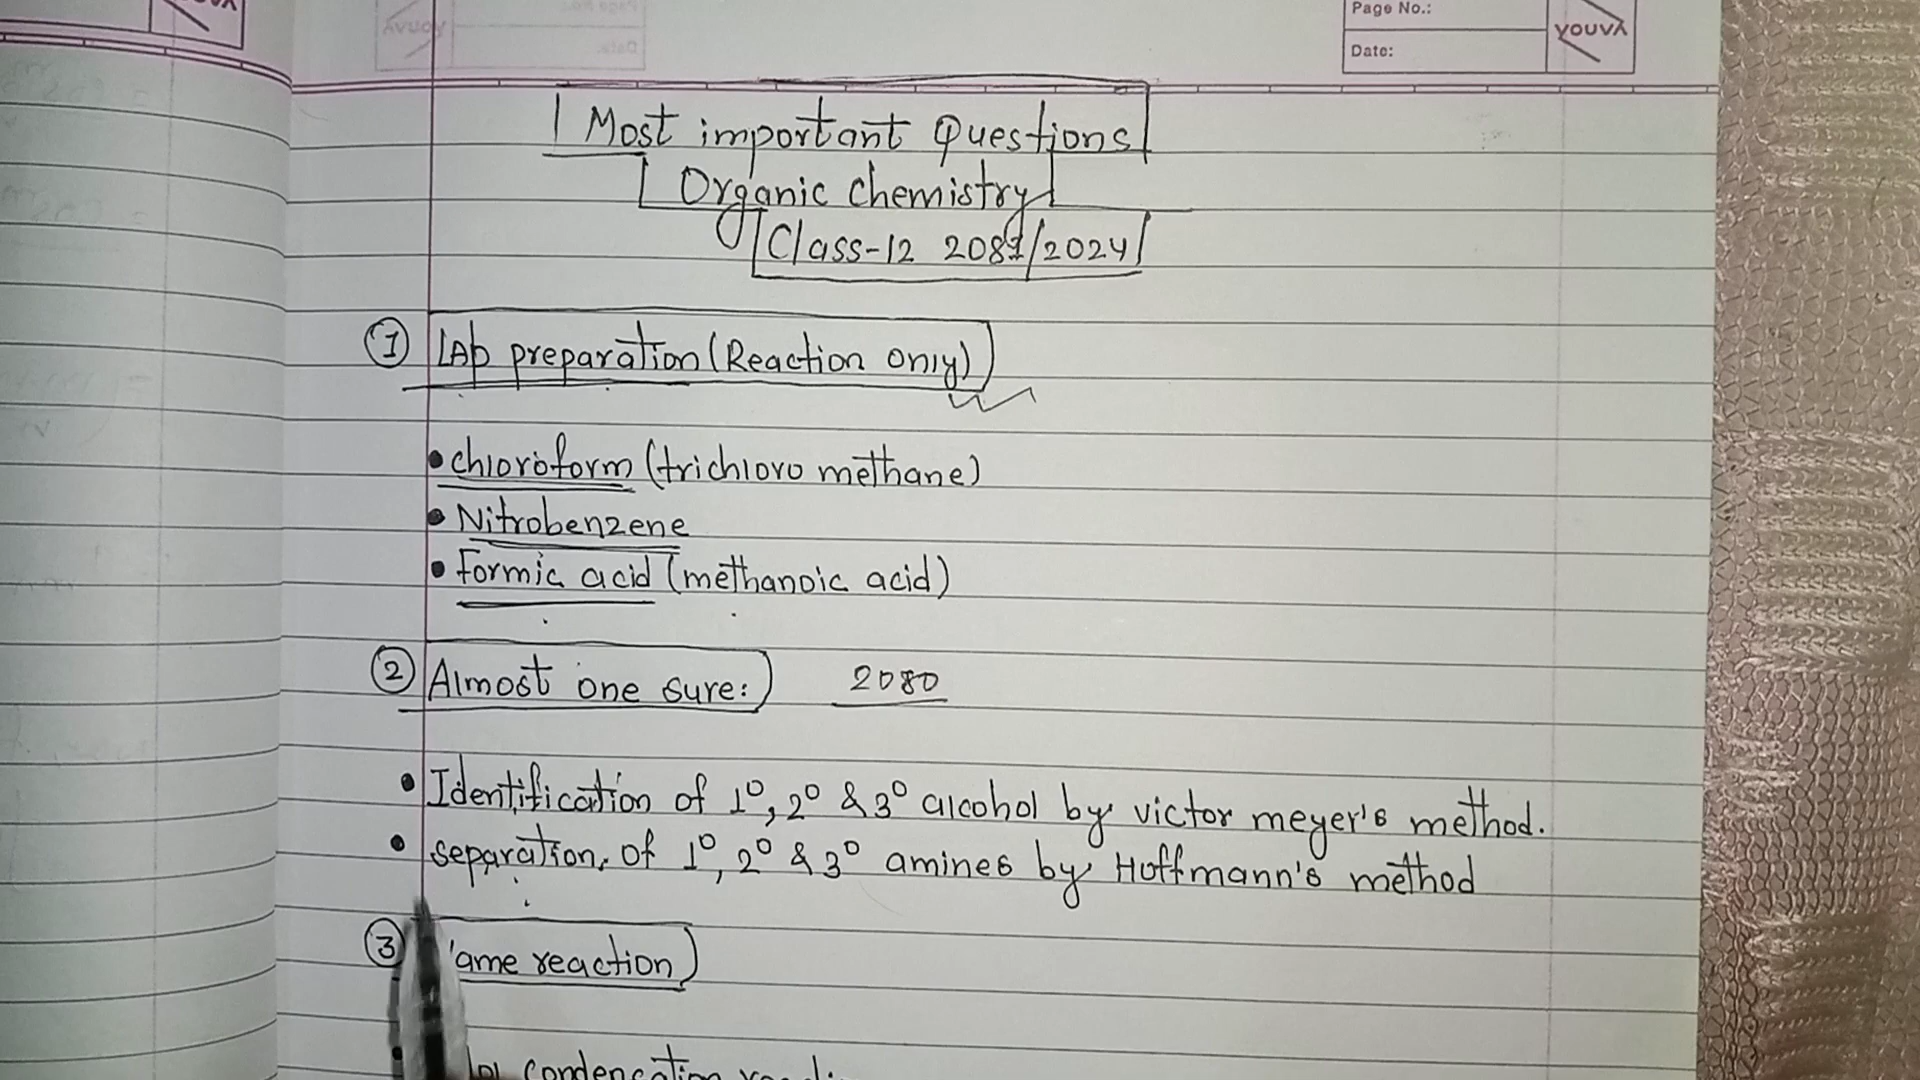 Page No.:
Date:
YOUVA
Most important Questions
Organic chemistry
Class-12 2081/2024
① Lab preparation (Reaction only)
• chloroform (trichloro methane)
• Nitrobenzene
• Formic acid (methanoic acid)
② Almost one sure: 2080
• Identification of 1°, 2° & 3° alcohol by victor meyer's method.
• separation of 1°, 2° & 3° amines by Hoffmann's method
③ ame reaction
condensation